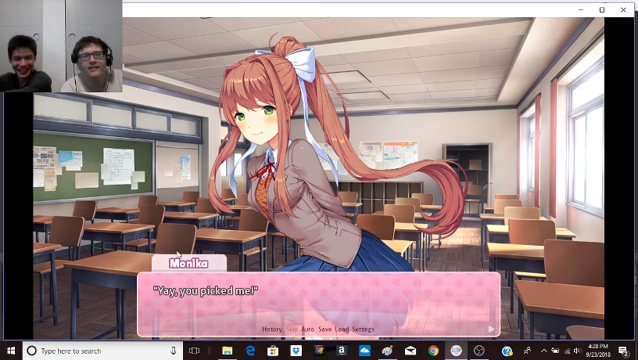 Monika
"Yay, you picked me!"
History Skip Auto Save Load Settings
Type here to search
4:28 PM
9/23/2018